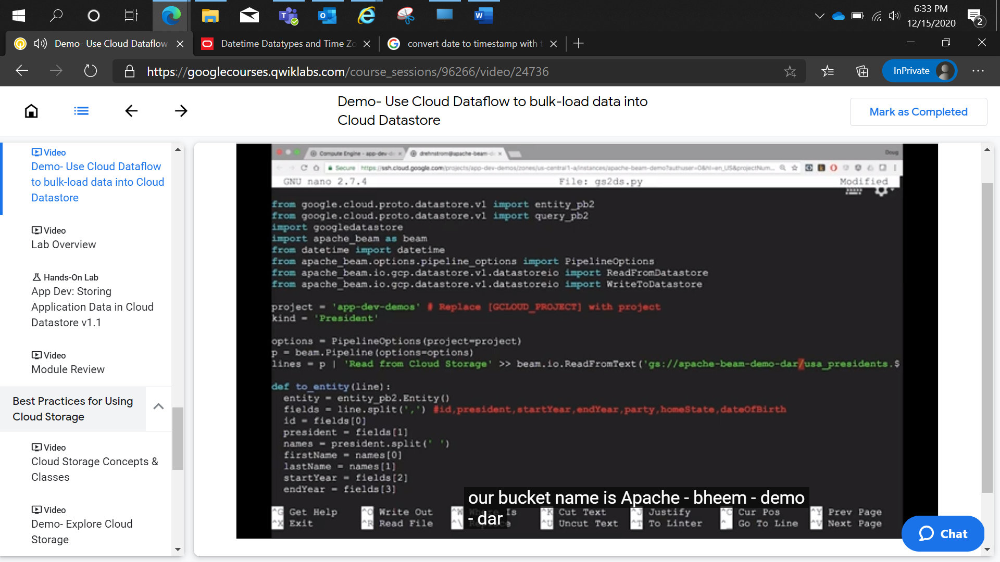 6:33 PM
12/15/2020
2
Demo- Use Cloud Dataflow
Datetime Datatypes and Time Zo
convert date to timestamp with t
https://googlecourses.qwiklabs.com/course_sessions/96266/video/24736
InPrivate
Demo- Use Cloud Dataflow to bulk-load data into
Cloud Datastore
Mark as Completed
Video
Demo- Use Cloud Dataflow
to bulk-load data into Cloud
Datastore
Video
Lab Overview
Hands-On Lab
App Dev: Storing
Application Data in Cloud
Datastore v1.1
Video
Module Review
Best Practices for Using
Cloud Storage
Video
Cloud Storage Concepts &
Classes
Video
Demo- Explore Cloud
Storage
Compute Engine - app-dev-de
drehnstrom@apache-beam-d
Doug
Secure https://ssh.cloud.google.com/projects/app-dev-demos/zones/us-central1-a/instances/apache-beam-demo?authuser=0&hl=en_US&projectNum...
GNU nano 2.7.4 File: gs2ds.py Modified
from google.cloud.proto.datastore.v1 import entity_pb2
from google.cloud.proto.datastore.v1 import query_pb2
import googledatastore
import apache_beam as beam
from datetime import datetime
from apache_beam.options.pipeline_options import PipelineOptions
from apache_beam.io.gcp.datastore.v1.datastoreio import ReadFromDatastore
from apache_beam.io.gcp.datastore.v1.datastoreio import WriteToDatastore
project = 'app-dev-demos' # Replace [GCLOUD_PROJECT] with project
kind = 'President'
options = PipelineOptions(project=project)
p = beam.Pipeline(options=options)
lines = p | 'Read from Cloud Storage' >> beam.io.ReadFromText('gs://apache-beam-demo-dar/usa_presidents.$
def to_entity(line):
entity = entity_pb2.Entity()
fields = line.split(',') #id,president,startYear,endYear,party,homeState,dateOfBirth
id = fields[0]
president = fields[1]
names = president.split(' ')
firstName = names[0]
lastName = names[1]
startYear = fields[2]
endYear = fields[3]
our bucket name is Apache - bheem - demo
- dar
^G Get Help ^O Write Out ^W Where Is ^K Cut Text ^J Justify ^C Cur Pos ^Y Prev Page
^X Exit ^R Read File ^\ Replace ^U Uncut Text ^T To Linter ^_ Go To Line ^V Next Page
Chat